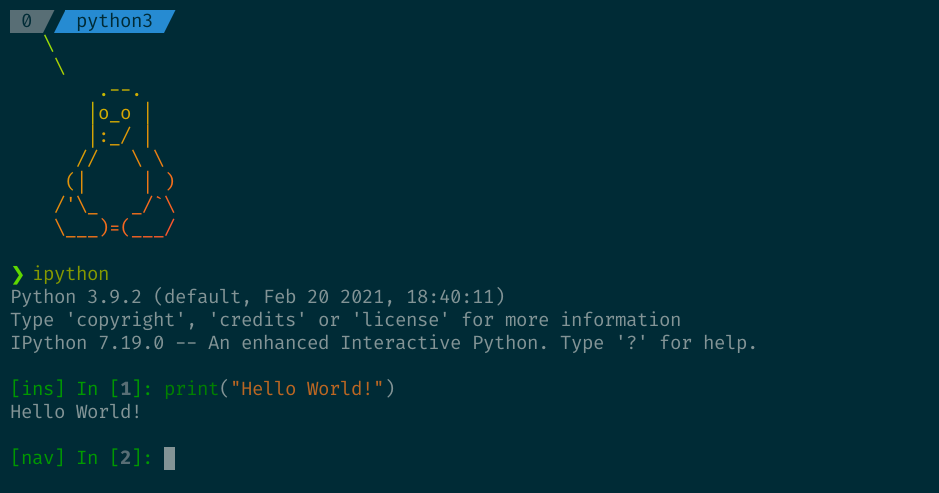 0 python3
   \
    \
        .--.
       |o_o |
       |:_/ |
      //   \ \
     (|     | )
    /'\_   _/`\
    \___)=(___/
❯ ipython
Python 3.9.2 (default, Feb 20 2021, 18:40:11)
Type 'copyright', 'credits' or 'license' for more information
IPython 7.19.0 -- An enhanced Interactive Python. Type '?' for help.
[ins] In [1]: print("Hello World!")
Hello World!
[nav] In [2]: